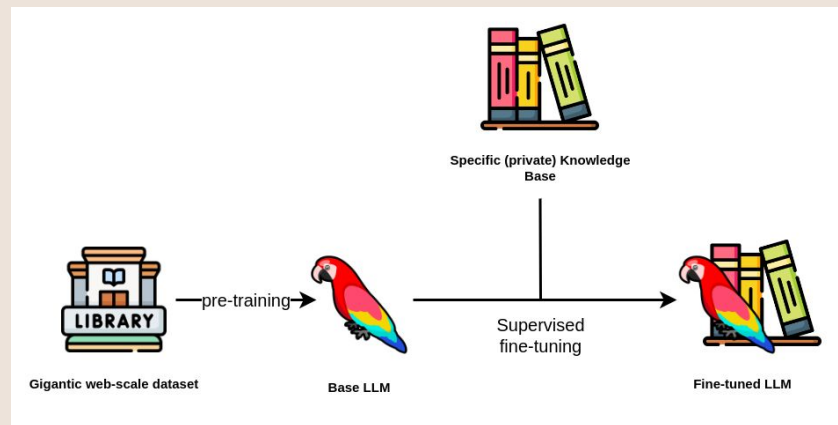 Specific (private) Knowledge
Base
pre-training
LIBRARY
Supervised
fine-tuning
Gigantic web-scale dataset
Base LLM
Fine-tuned LLM